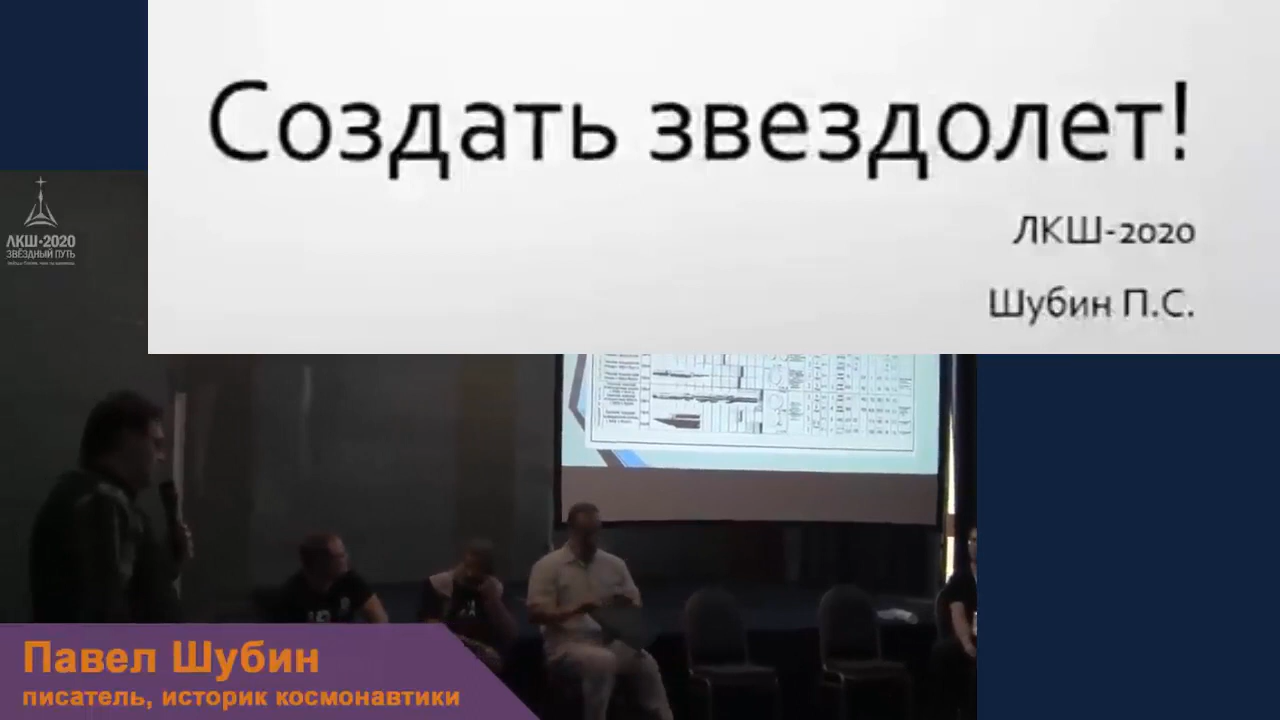 Создать звездолет!
ЛКШ-2020
Шубин П.С.
ЛКШ·2020
ЗВЁЗДНЫЙ ПУТЬ
Павел Шубин
писатель, историк космонавтики